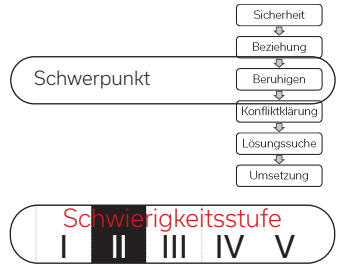 Sicherheit
Beziehung
Schwerpunkt
Beruhigen
Konfliktklärung
Lösungssuche
Umsetzung
Schwierigkeitsstufe
I II III IV V